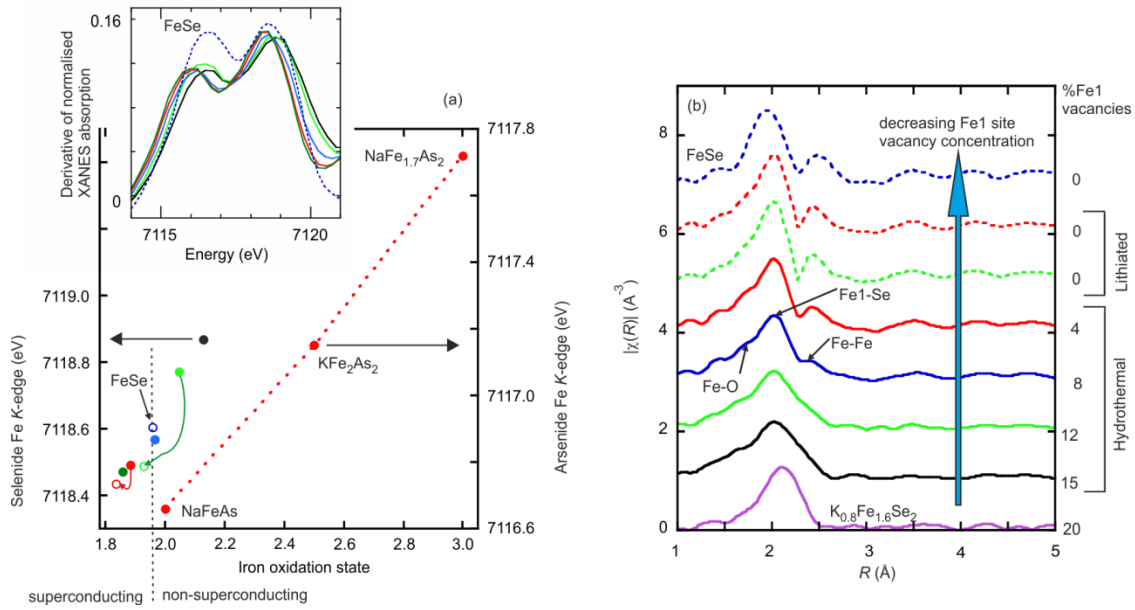 0.16
FeSe
(a)
Derivative of normalised
XANES absorption
0
7115
7120
Energy (eV)
7117.8
NaFe1.7As2
7117.4
7119.0
7118.8
KFe2As2
FeSe
7117.0
7118.6
7118.4
NaFeAs
7116.6
Selenide Fe K-edge (eV)
Arsenide Fe K-edge (eV)
1.8
2.0
2.2
2.4
2.6
2.8
3.0
Iron oxidation state
superconducting
non-superconducting
(b)
%Fe1
vacancies
8
decreasing Fe1 site
vacancy concentration
FeSe
0
6
0
0
Lithiated
|χ(R)| (A-3)
Fe1-Se
4
4
Fe-Fe
Fe-O
8
Hydrothermal
2
12
15
K0.8Fe1.6Se2
0
20
1
2
3
4
5
R (Å)